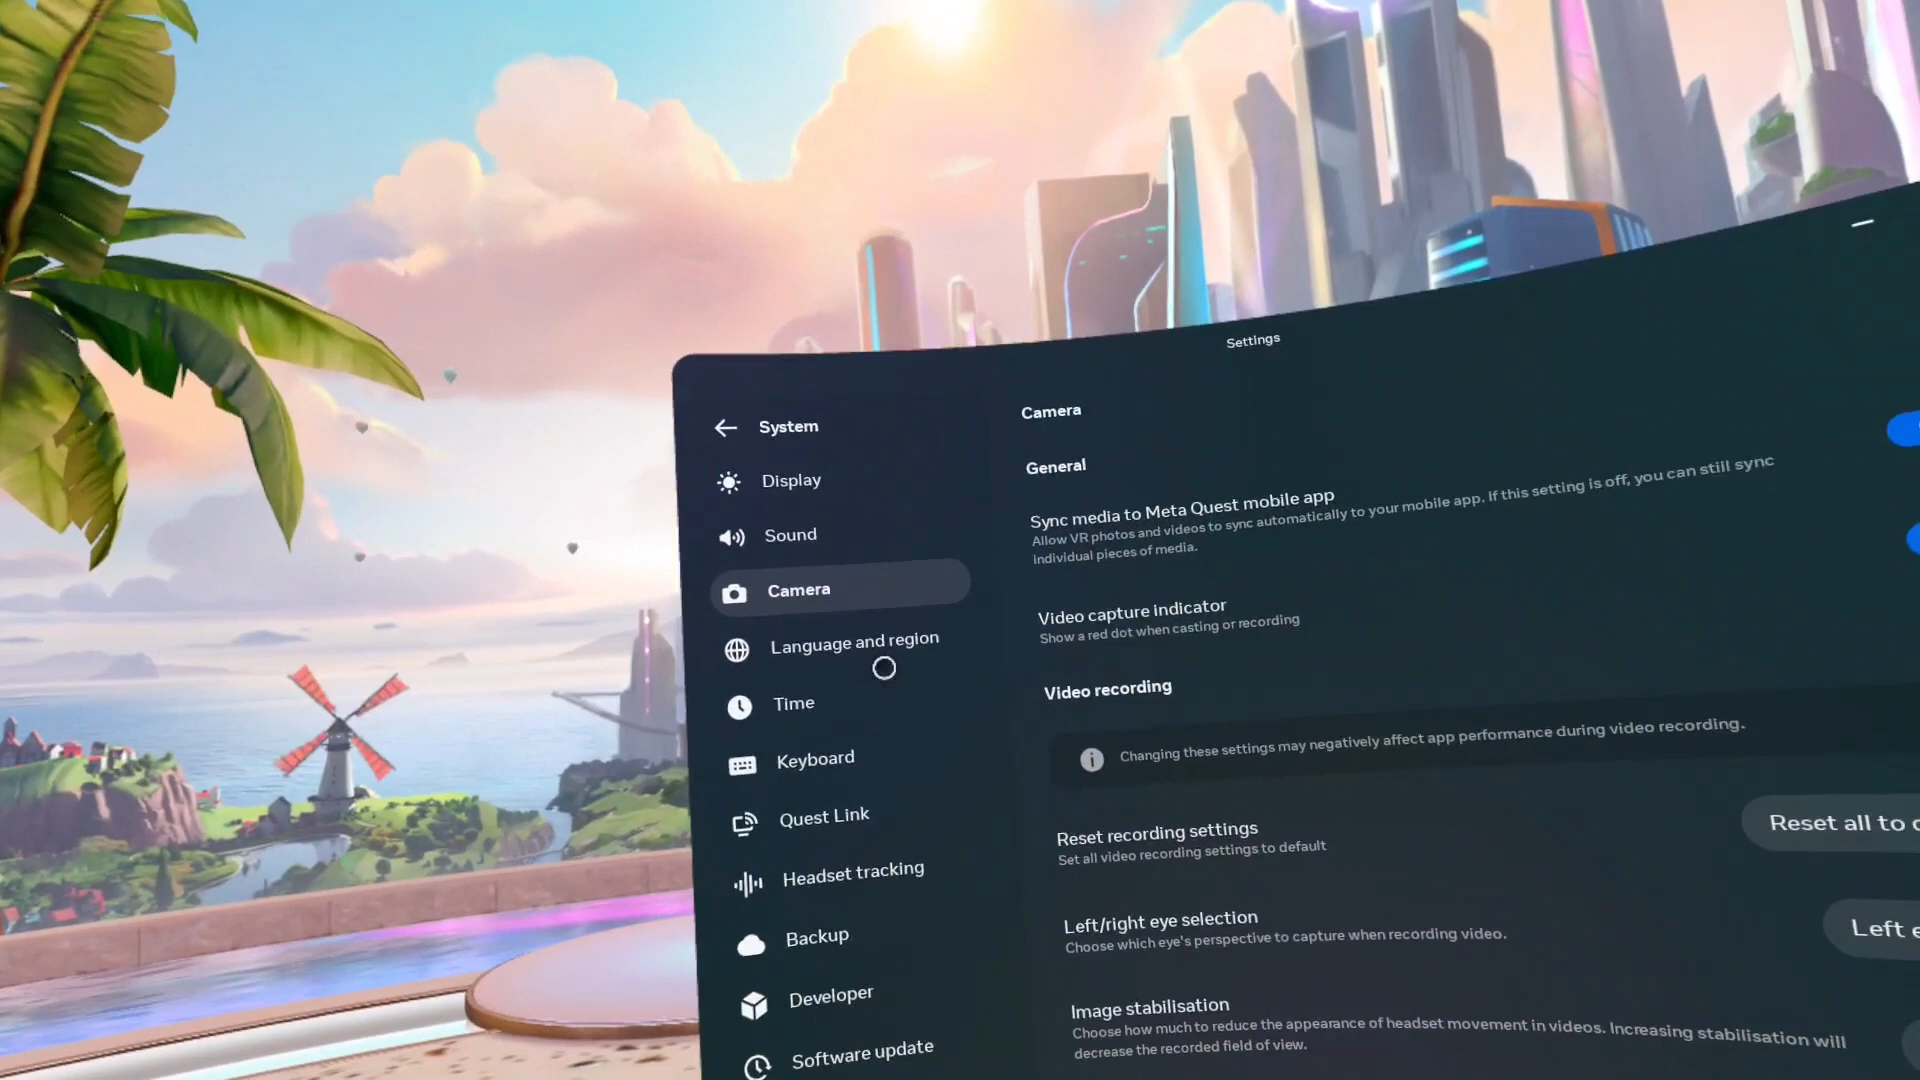 Settings
System
Display
Sound
Camera
Language and region
Time
Keyboard
Quest Link
Headset tracking
Backup
Developer
Software update
Camera
General
Sync media to Meta Quest mobile app
Allow VR photos and videos to sync automatically to your mobile app. If this setting is off, you can still sync
individual pieces of media.
Video capture indicator
Show a red dot when casting or recording
Video recording
Changing these settings may negatively affect app performance during video recording.
Reset recording settings
Set all video recording settings to default
Reset all to
Left/right eye selection
Choose which eye's perspective to capture when recording video.
Left
Image stabilisation
Choose how much to reduce the appearance of headset movement in videos. Increasing stabilisation will
decrease the recorded field of view.